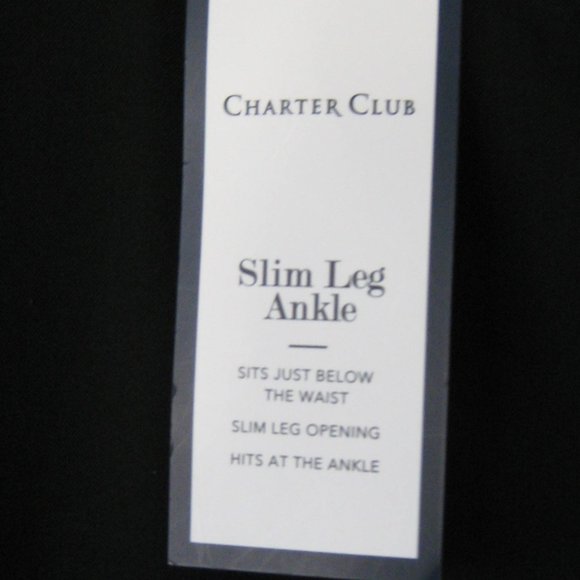 CHARTER CLUB
Slim Leg
Ankle
SITS JUST BELOW
THE WAIST
SLIM LEG OPENING
HITS AT THE ANKLE